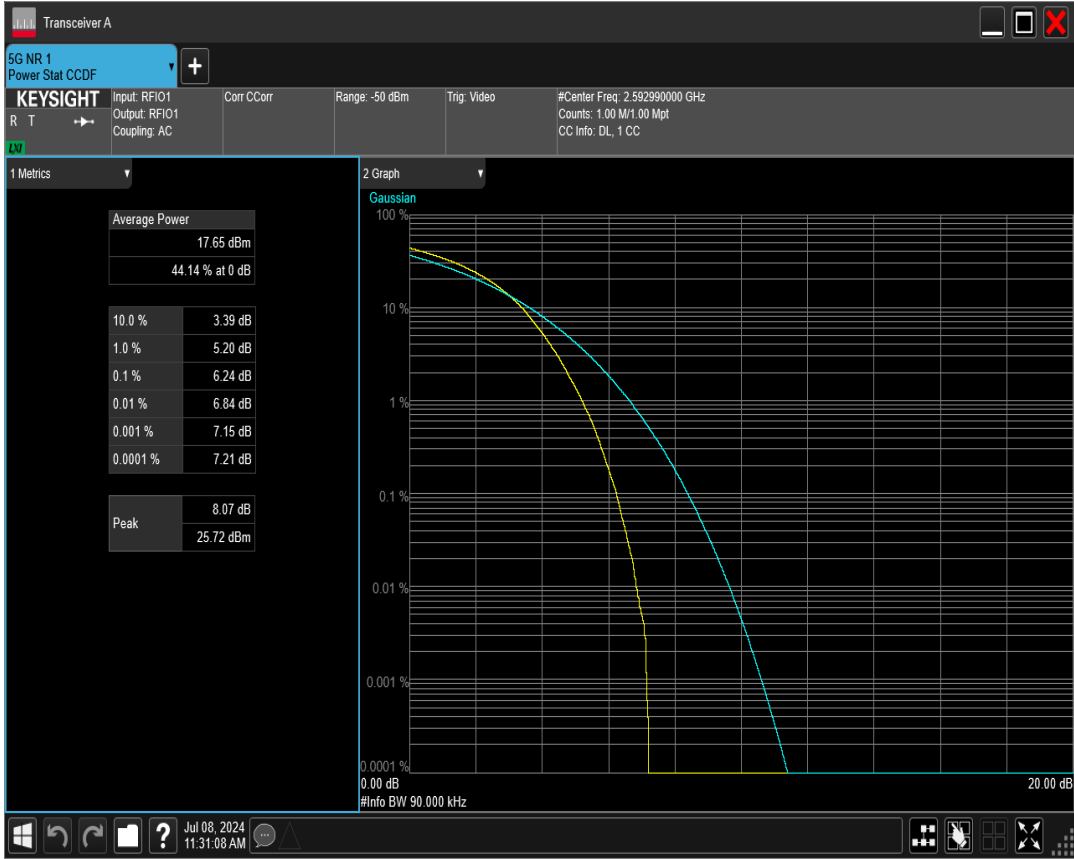 Transceiver A
5G NR 1
Power Stat CCDF
KEYSIGHT
R T
LXI
Input: RFIO1
Output: RFIO1
Coupling: AC
Corr CCorr
Range: -50 dBm
Trig: Video
#Center Freq: 2.592990000 GHz
Counts: 1.00 M/1.00 Mpt
CC Info: DL, 1 CC
1 Metrics
Average Power
17.65 dBm
44.14 % at 0 dB
10.0 % 3.39 dB
1.0 % 5.20 dB
0.1 % 6.24 dB
0.01 % 6.84 dB
0.001 % 7.15 dB
0.0001 % 7.21 dB
Peak
8.07 dB
25.72 dBm
2 Graph
Gaussian
100 %
10 %
1 %
0.1 %
0.01 %
0.001 %
0.0001 %
0.00 dB
20.00 dB
#Info BW 90.000 kHz
?
Jul 08, 2024
11:31:08 AM